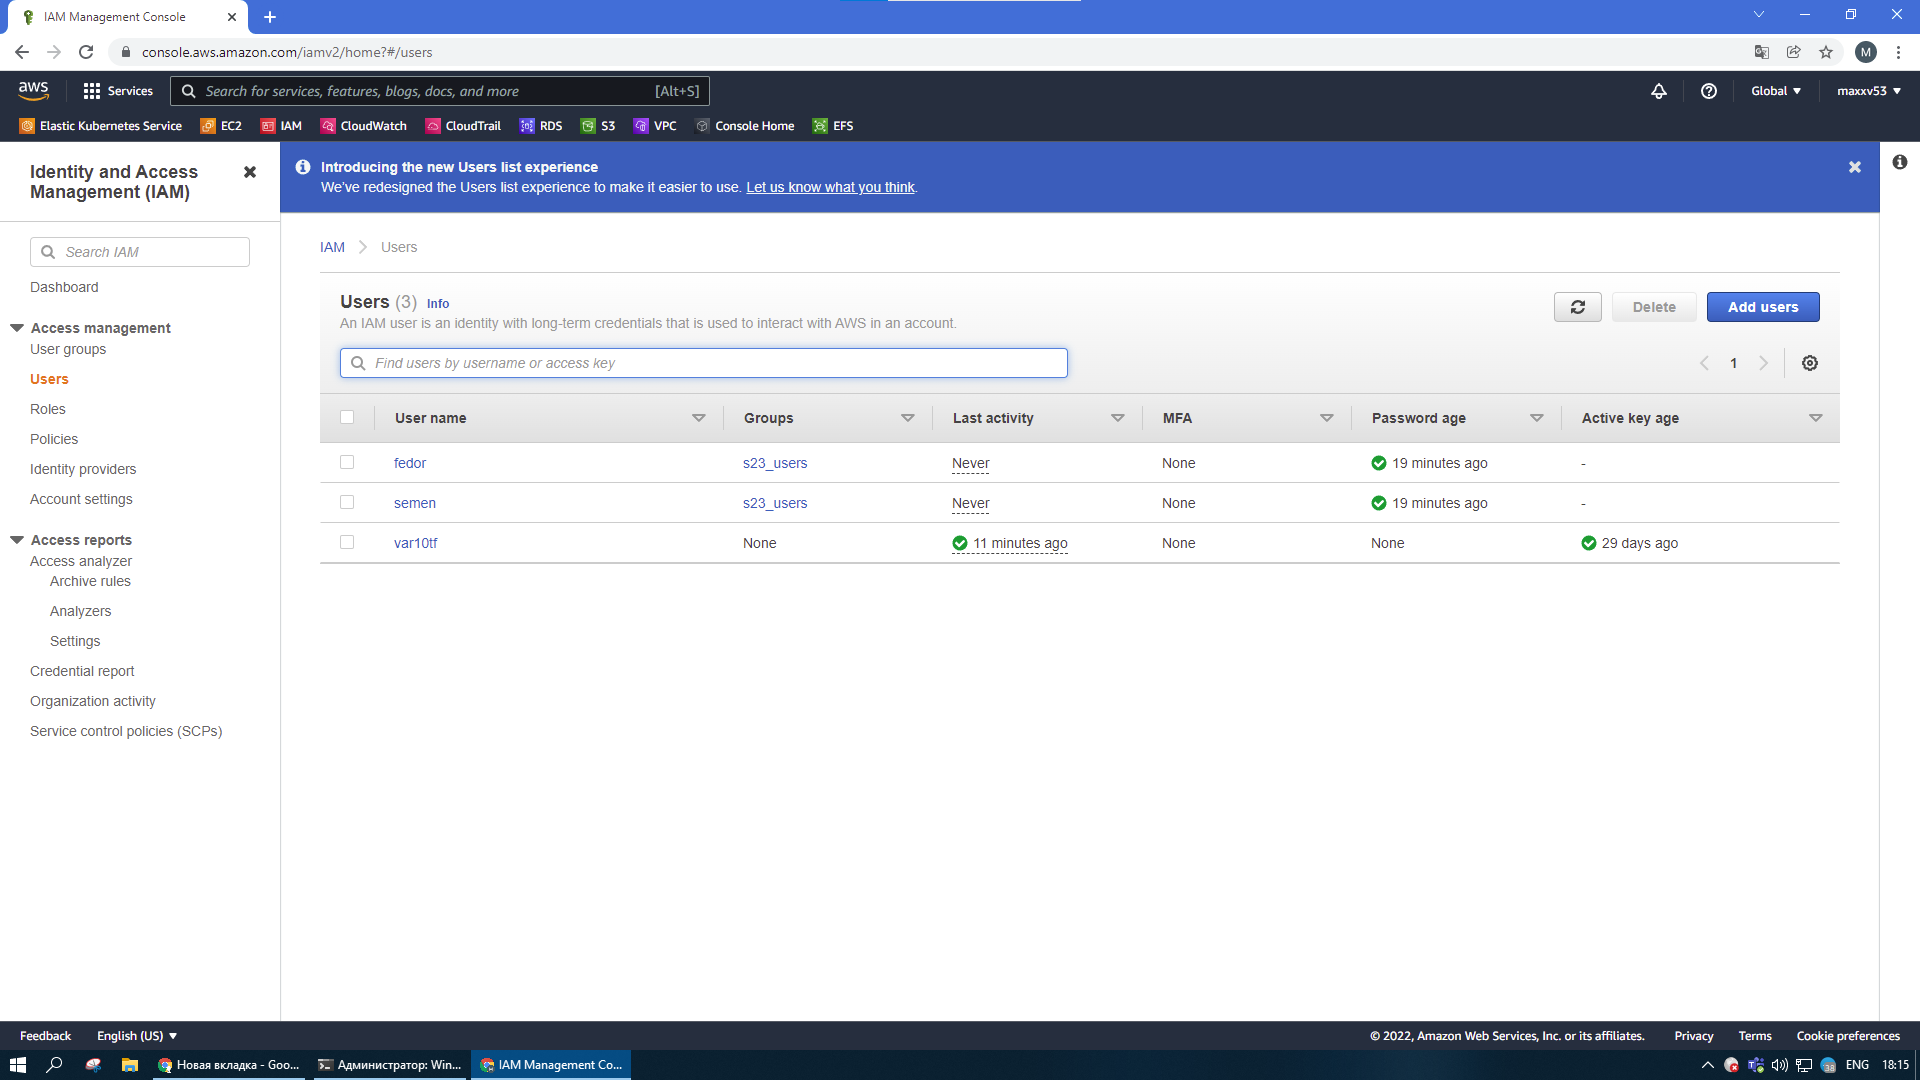 IAM Management Console
console.aws.amazon.com/iamv2/home?#/users
M
aws
Services
Search for services, features, blogs, docs, and more [Alt+S]
Global
maxxv53
Elastic Kubernetes Service EC2 IAM CloudWatch CloudTrail RDS S3 VPC Console Home EFS
Identity and Access
Management (IAM)
Search IAM
Dashboard
Access management
User groups
Users
Roles
Policies
Identity providers
Account settings
Access reports
Access analyzer
Archive rules
Analyzers
Settings
Credential report
Organization activity
Service control policies (SCPs)
Introducing the new Users list experience
We've redesigned the Users list experience to make it easier to use. Let us know what you think.
IAM Users
Users (3) Info
An IAM user is an identity with long-term credentials that is used to interact with AWS in an account.
Delete
Add users
Find users by username or access key
1
User name Groups Last activity MFA Password age Active key age
fedor s23_users Never None 19 minutes ago -
semen s23_users Never None 19 minutes ago -
var10tf None 11 minutes ago None None 29 days ago
Feedback English (US) © 2022, Amazon Web Services, Inc. or its affiliates. Privacy Terms Cookie preferences
Новая вкладка - Goo... Администратор: Win... IAM Management Co... 38 ENG 18:15